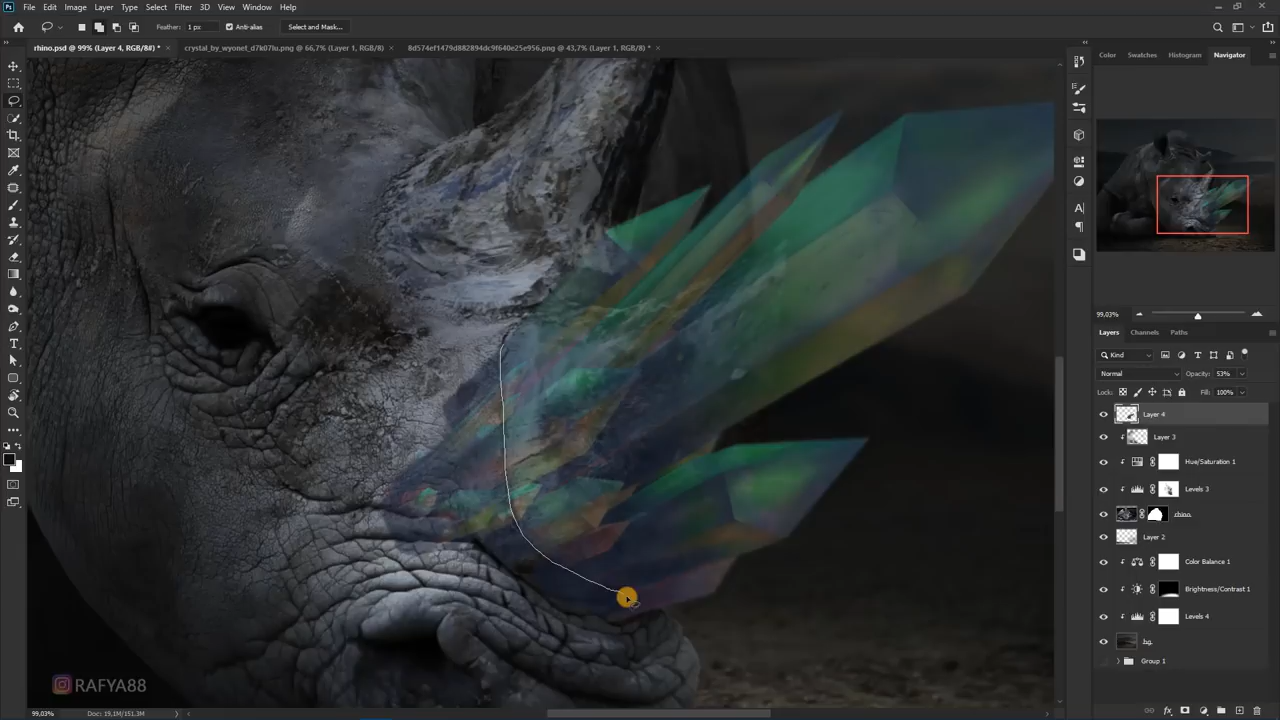 Ps File Edit Image Layer Type Select Filter 3D View Window Help
Feather: 1 px Anti-alias Select and Mask...
rhino.psd @ 99% (Layer 4, RGB/8#) * × crystal_by_wyonet_d7k07lu.png @ 66,7% (Layer 1, RGB/8) × 8d574ef1479d882894dc9f640e25e956.png @ 43,7% (Layer 1, RGB/8) * ×
Color Swatches Histogram Navigator
99,03%
Layers Channels Paths
Kind
Normal Opacity: 53%
Lock: Fill: 100%
Layer 4
Layer 3
Hue/Saturation 1
Levels 3
rhino
Layer 2
Color Balance 1
Brightness/Contrast 1
Levels 4
bg
Group 1
RAFYA88
99,03% Doc: 19,1M/151,3M